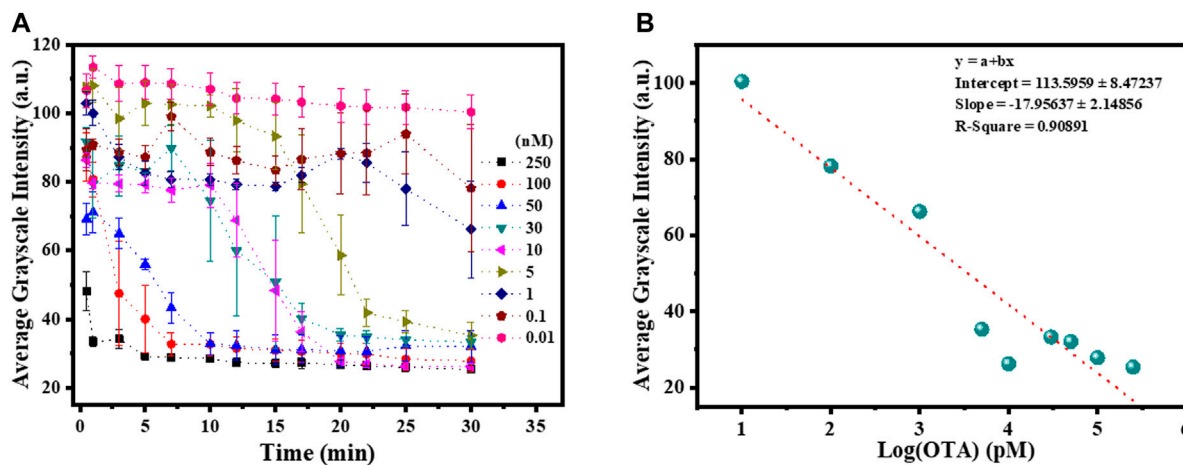 A
120
100
80
60
40
20
Average Grayscale Intensity (a.u.)
0 5 10 15 20 25 30 35
Time (min)
(nM)
250
100
50
30
10
5
1
0.1
0.01
B
100
80
60
40
20
Average Grayscale Intensity (a.u.)
1 2 3 4 5 6
Log(OTA) (pM)
y = a+bx
Intercept = 113.5959 ± 8.47237
Slope = -17.95637 ± 2.14856
R-Square = 0.90891